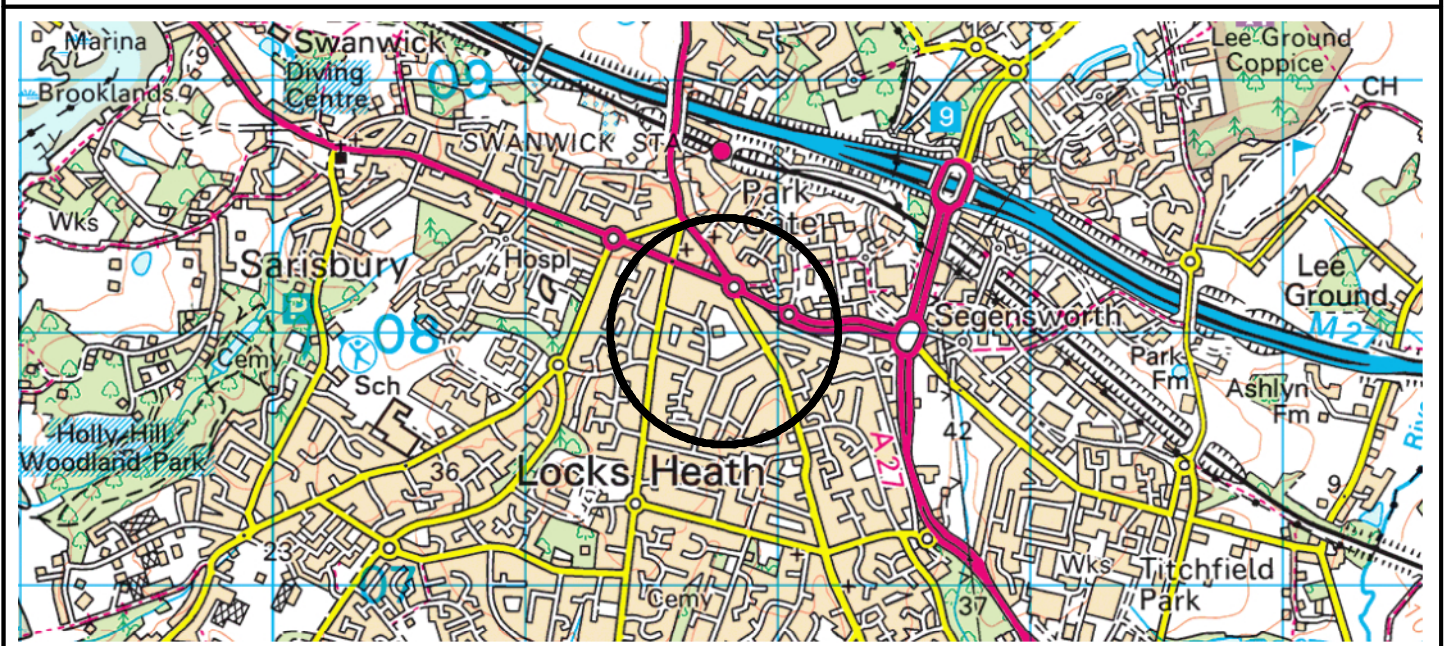 Marina
Brooklands
9
Swanwick
Diving
Centre
09
SWANWICK STA
9
Lee Ground
Coppice
CH
Wks
Park
Gate
Sarisbury
Hospl
P
08
Cemy
Sch
Segensworth
Lee
Ground
M 27
Park
Fm
Ashlyn
Fm
Holly Hill
Woodland Park
36
Locks Heath
A 27
42
9
23
07
Cemy
Wks
Titchfield
Park
37